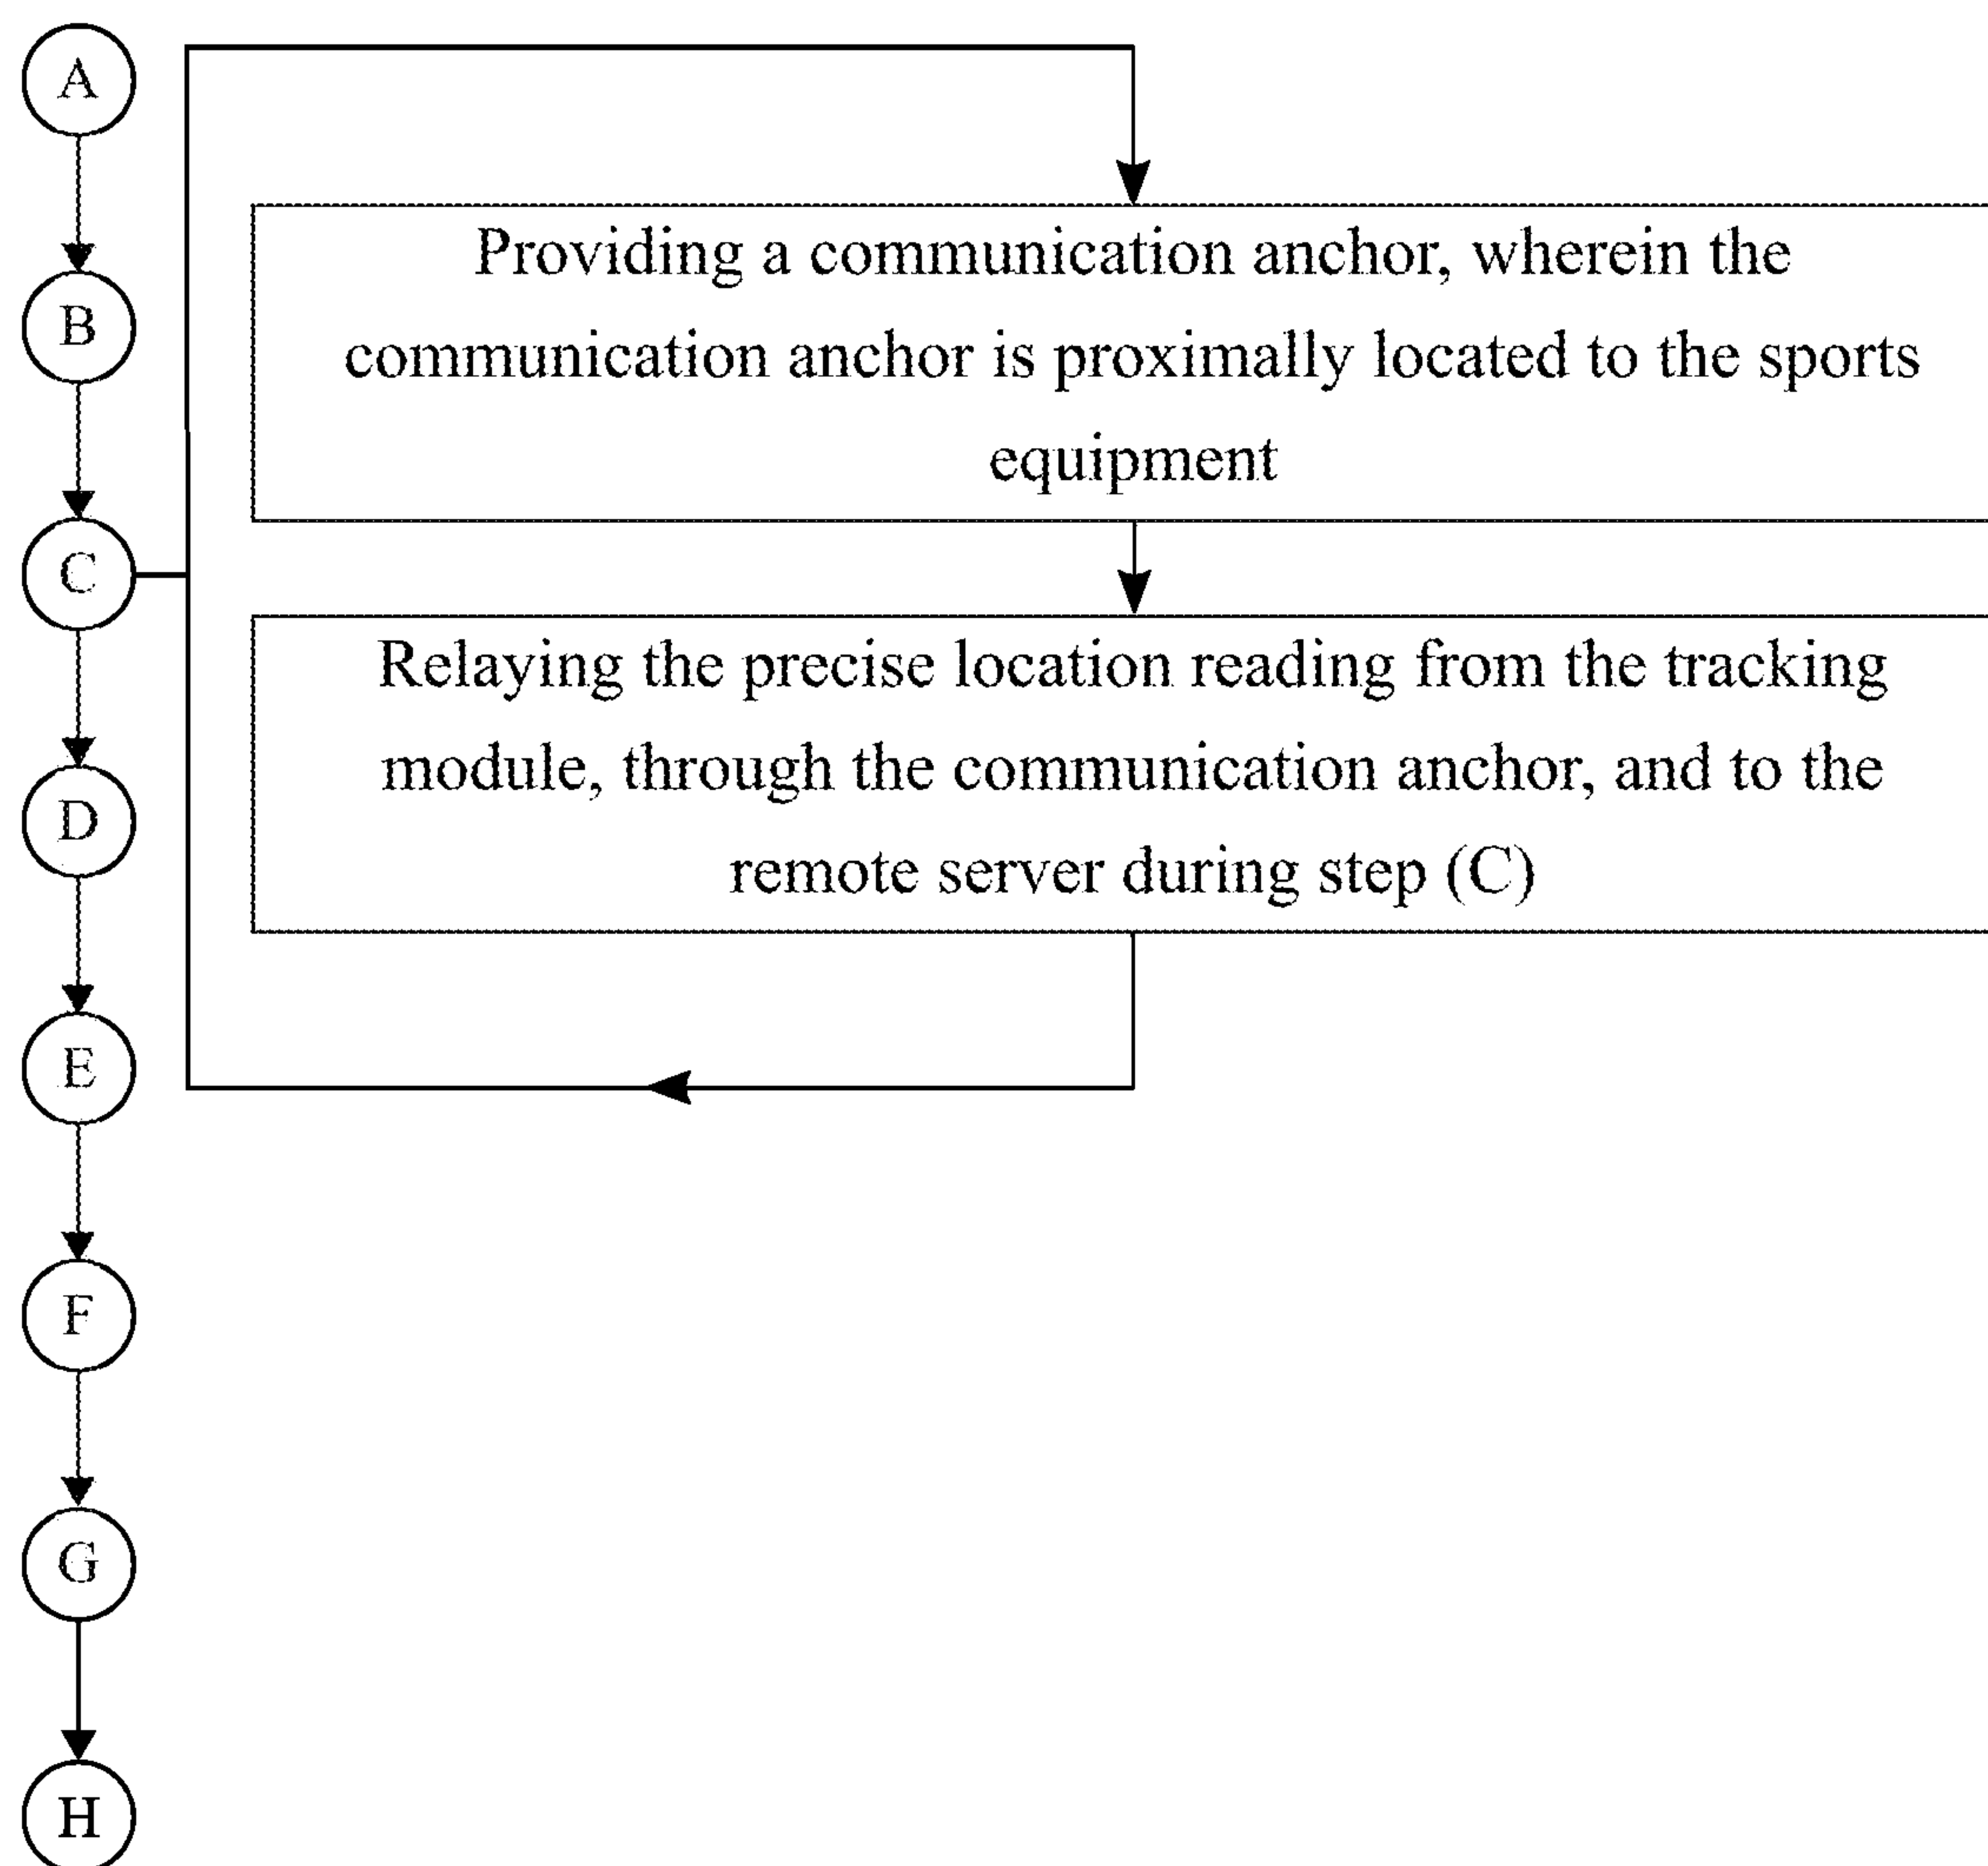 A
B
C
D
E
F
G
H
Providing a communication anchor, wherein the
communication anchor is proximally located to the sports
equipment
Relaying the precise location reading from the tracking
module, through the communication anchor, and to the
remote server during step (C)